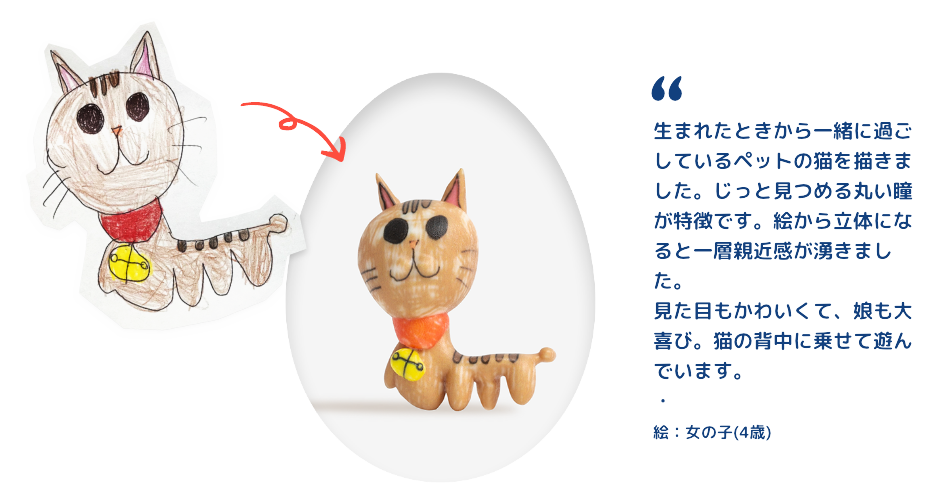 “
生まれたときから一緒に過ご
しているペットの猫を描きま
した。じっと見つめる丸い瞳
が特徴です。絵から立体にな
ると一層親近感が湧きまし
た。
見た目もかわいくて、娘も大
喜び。猫の背中に乗せて遊ん
でいます。
・
絵：女の子(4歳)